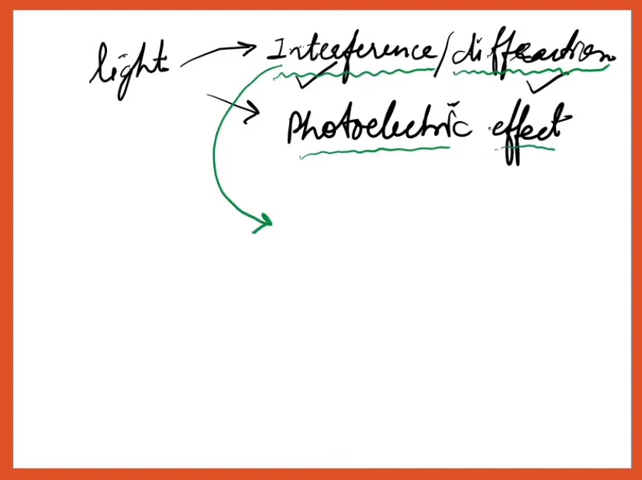 light → Interference/diffraction
→ Photoelectric effect